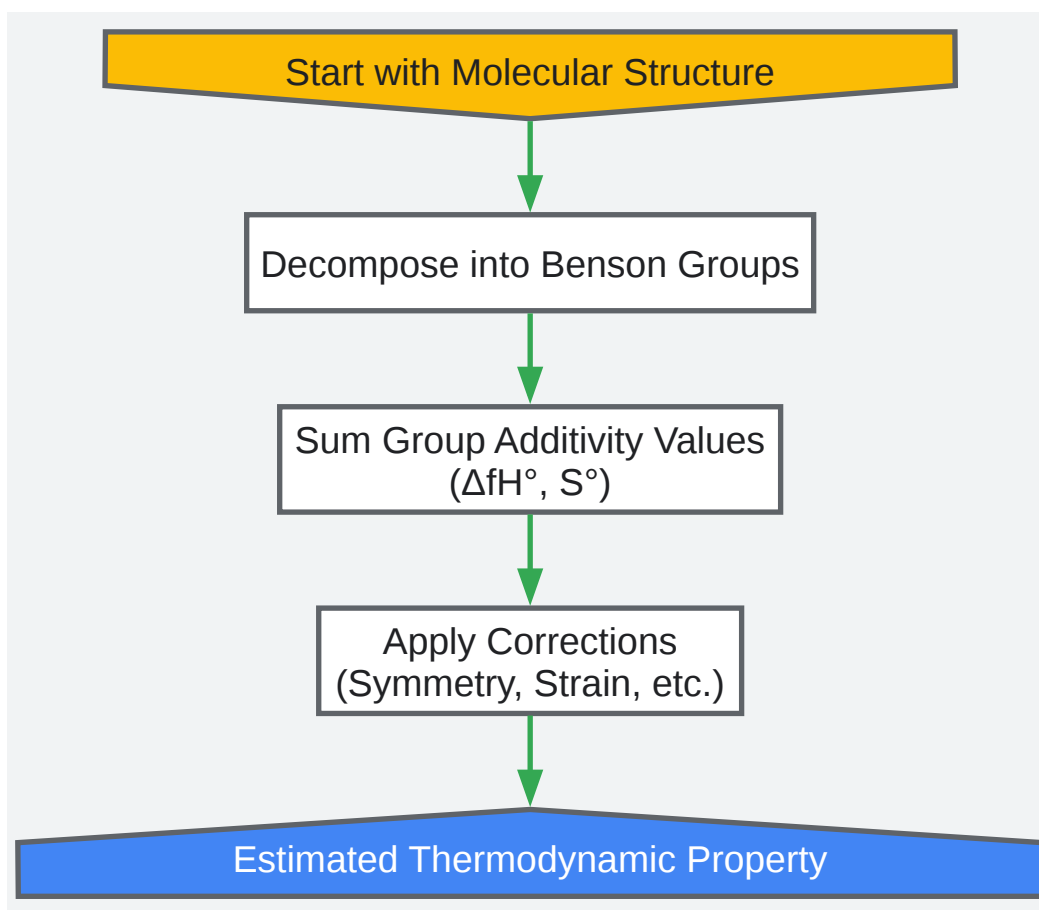 Start with Molecular Structure
Decompose into Benson Groups
Sum Group Additivity Values
(ΔfH°, S°)
Apply Corrections
(Symmetry, Strain, etc.)
Estimated Thermodynamic Property